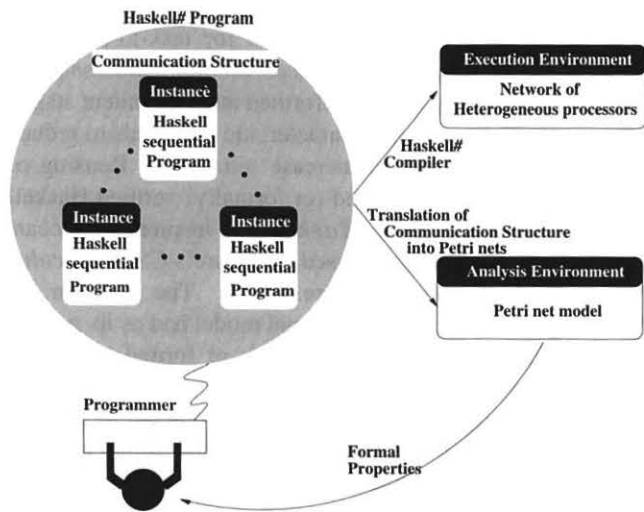 Haskell# Program
Communication Structure
Instance
Haskell
sequential
Program
Instance
Haskell
sequential
Program
Instance
Haskell
sequential
Program
Execution Environment
Network of
Heterogeneous processors
Haskell#
Compiler
Translation of
Communication Structure
into Petri nets
Analysis Environment
Petri net model
Programmer
Formal
Properties